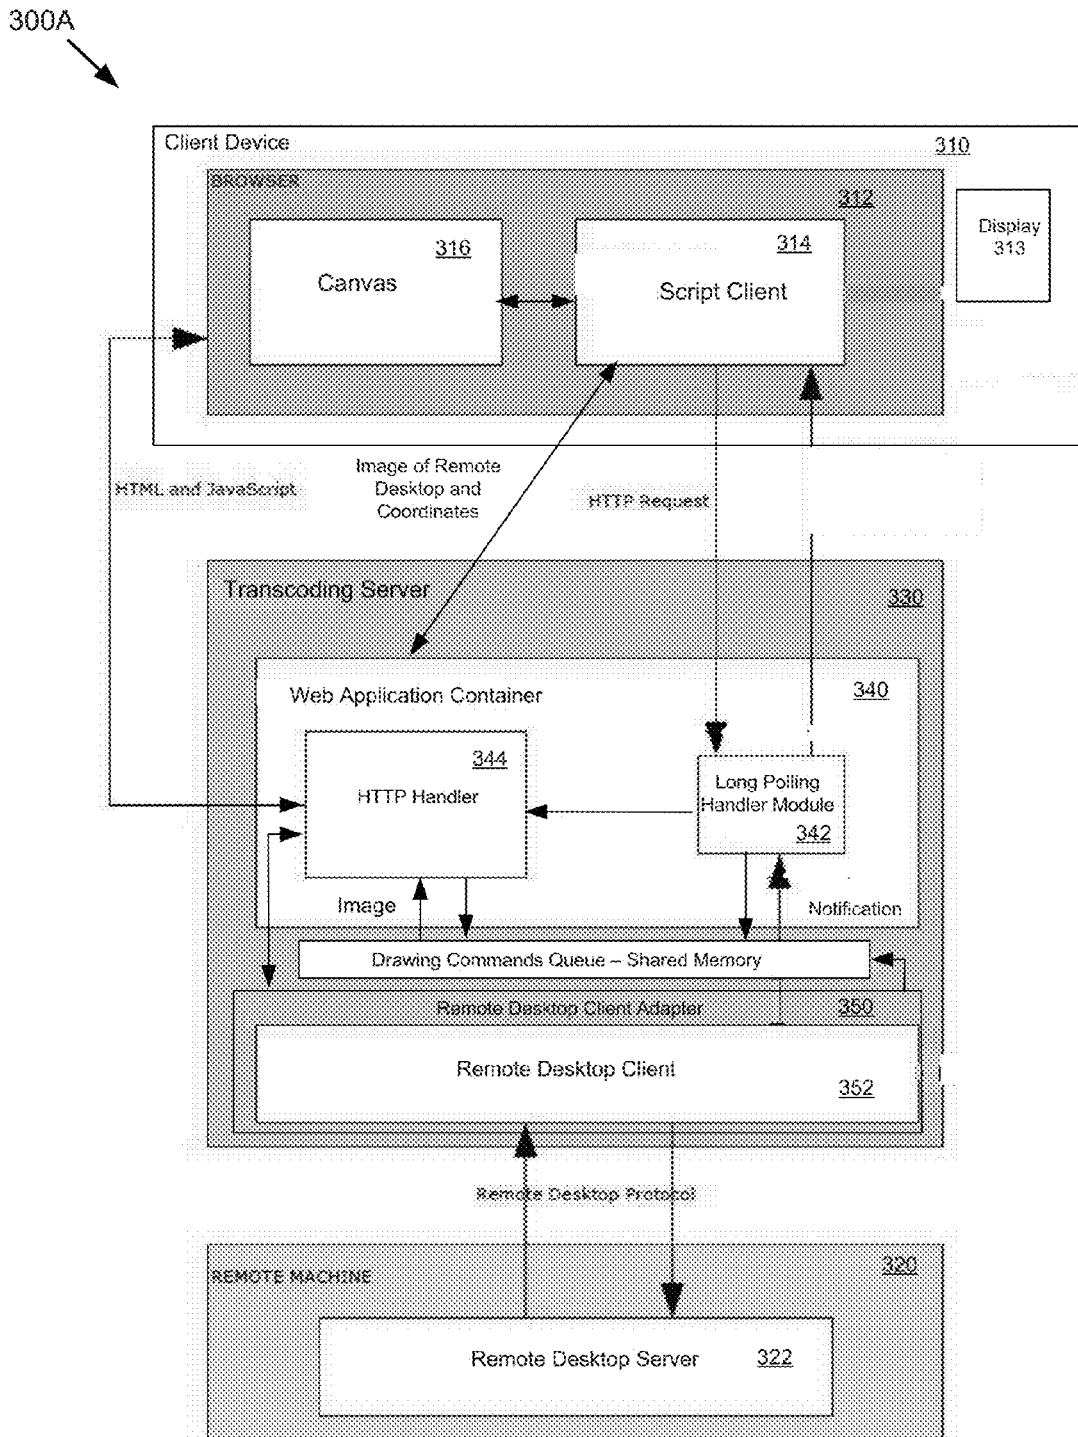 300A
Client Device
310
BROWSER
312
316
Canvas
314
Script Client
Display
313
HTML and JavaScript
Image of Remote
Desktop and
Coordinates
HTTP Request
Transcoding Server
330
Web Application Container
340
344
HTTP Handler
Long Polling
Handler Module
342
Image
Notification
Drawing Commands Queue – Shared Memory
Remote Desktop Client Adapter
350
Remote Desktop Client
352
Remote Desktop Protocol
REMOTE MACHINE
320
Remote Desktop Server
322